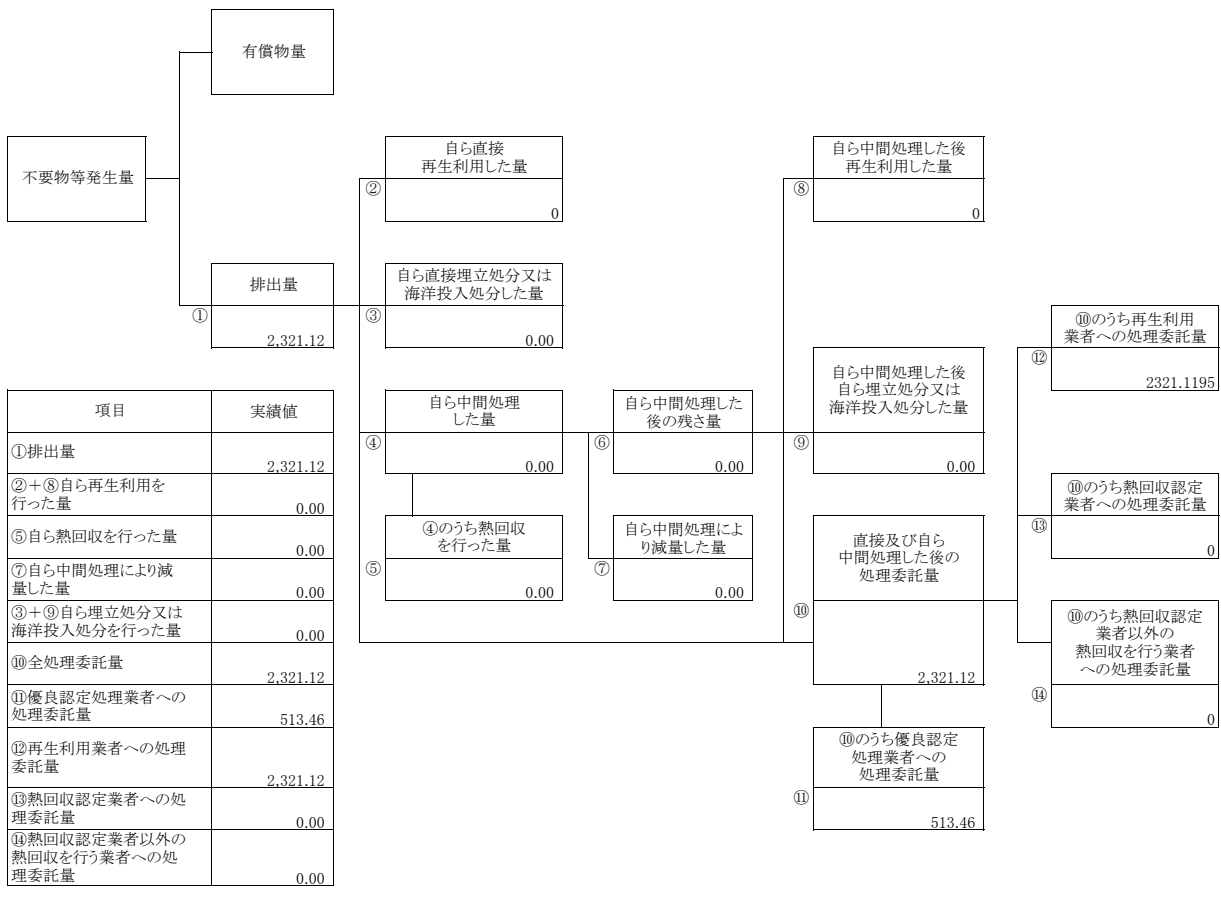 有償物量
不要物等発生量
自ら直接
再生利用した量
②
0
自ら中間処理した後
再生利用した量
⑧
0
排出量
①
2,321.12
自ら直接埋立処分又は
海洋投入処分した量
③
0.00
自ら中間処理
した量
④
0.00
自ら中間処理した
後の残さ量
⑥
0.00
自ら中間処理した後
自ら埋立処分又は
海洋投入処分した量
⑨
0.00
⑩のうち再生利用
業者への処理委託量
⑫
2321.1195
④のうち熱回収
を行った量
⑤
0.00
自ら中間処理によ
り減量した量
⑦
0.00
直接及び自ら
中間処理した後の
処理委託量
⑩
2,321.12
⑩のうち熱回収認定
業者への処理委託量
⑬
0
⑩のうち熱回収認定
業者以外の
熱回収を行う業者
への処理委託量
⑭
0
⑩のうち優良認定
処理業者への
処理委託量
⑪
513.46
項目 実績値
①排出量
2,321.12
②+⑧自ら再生利用を
行った量
0.00
⑤自ら熱回収を行った量
0.00
⑦自ら中間処理により減
量した量
0.00
③+⑨自ら埋立処分又は
海洋投入処分を行った量
0.00
⑩全処理委託量
2,321.12
⑪優良認定処理業者への
処理委託量
513.46
⑫再生利用業者への処理
委託量
2,321.12
⑬熱回収認定業者への処
理委託量
0.00
⑭熱回収認定業者以外の
熱回収を行う業者への処
理委託量
0.00